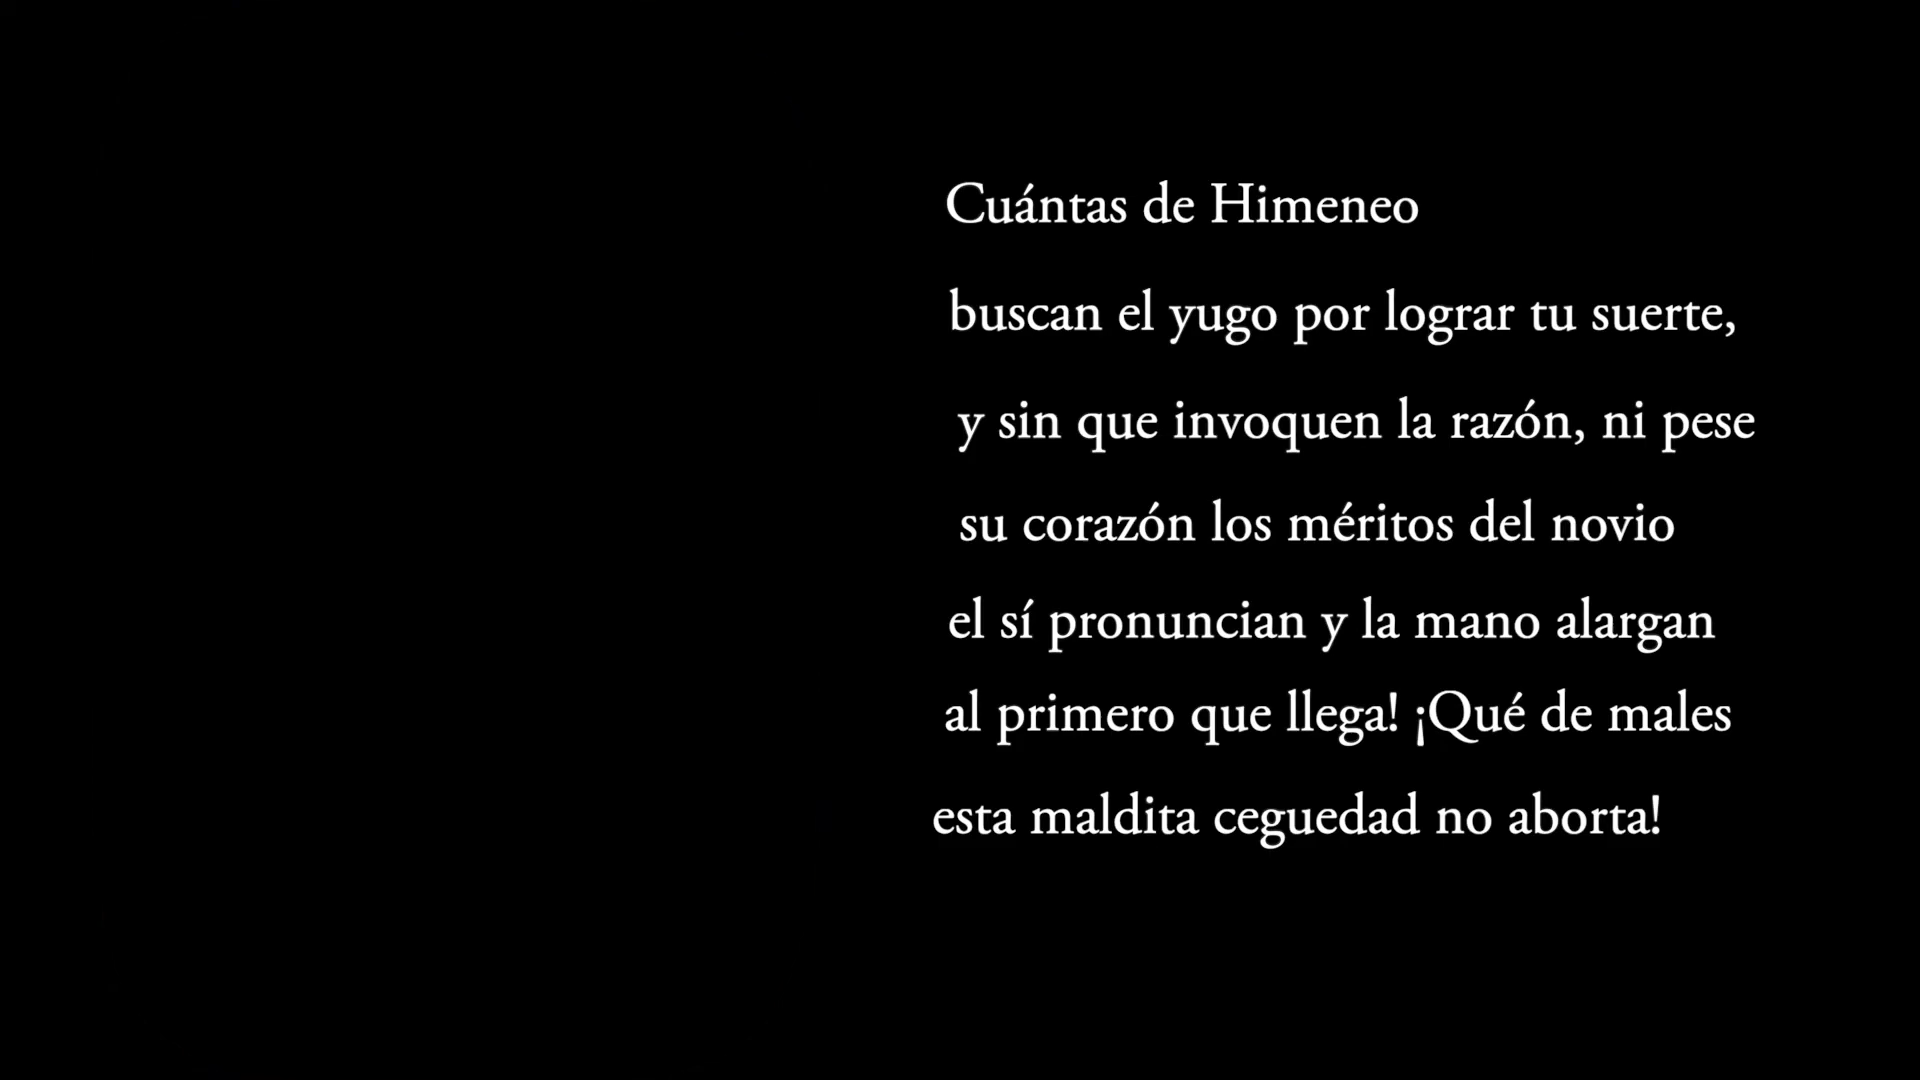 Cuántas de Himeneo
buscan el yugo por lograr tu suerte,
y sin que invoquen la razón, ni pese
su corazón los méritos del novio
el sí pronuncian y la mano alargan
al primero que llega! ¡Qué de males
esta maldita ceguedad no aborta!